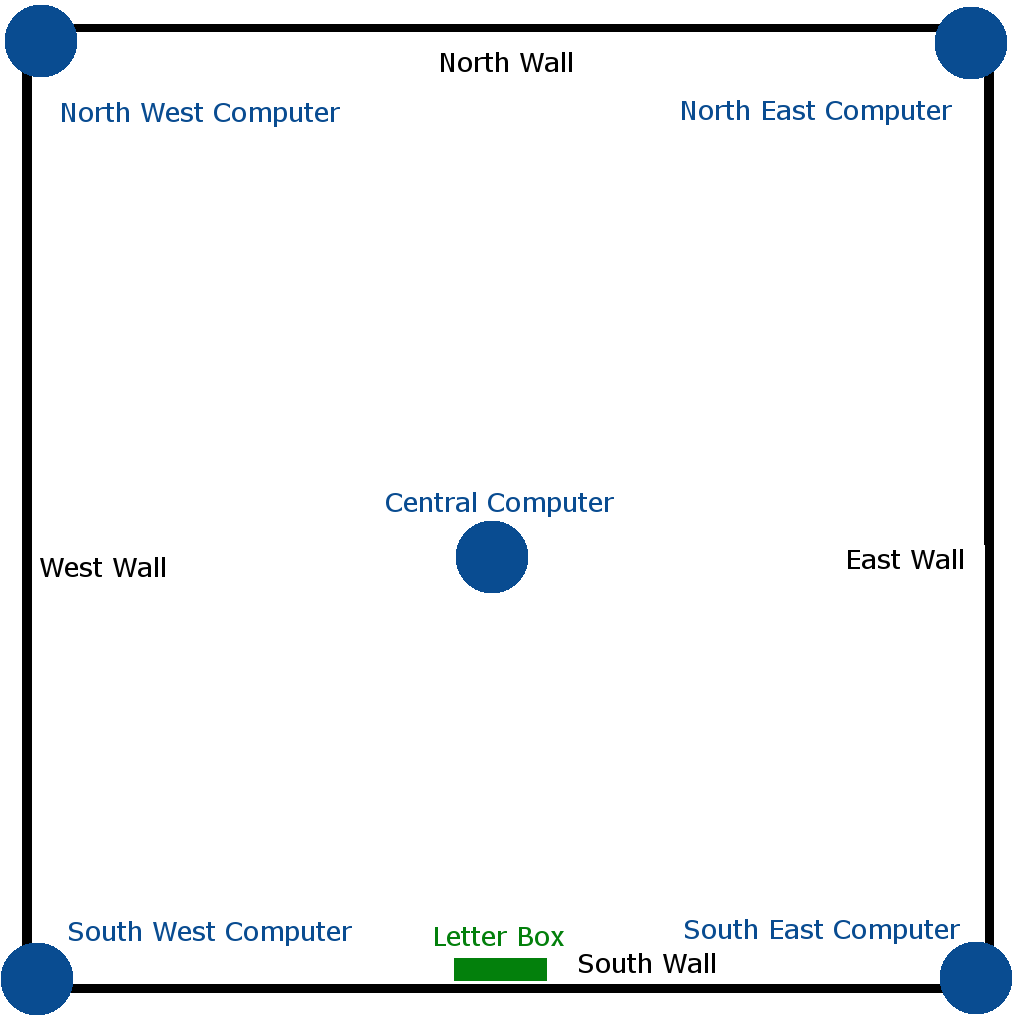 North Wall
North West Computer
North East Computer
Central Computer
West Wall
East Wall
South West Computer
Letter Box
South East Computer
South Wall